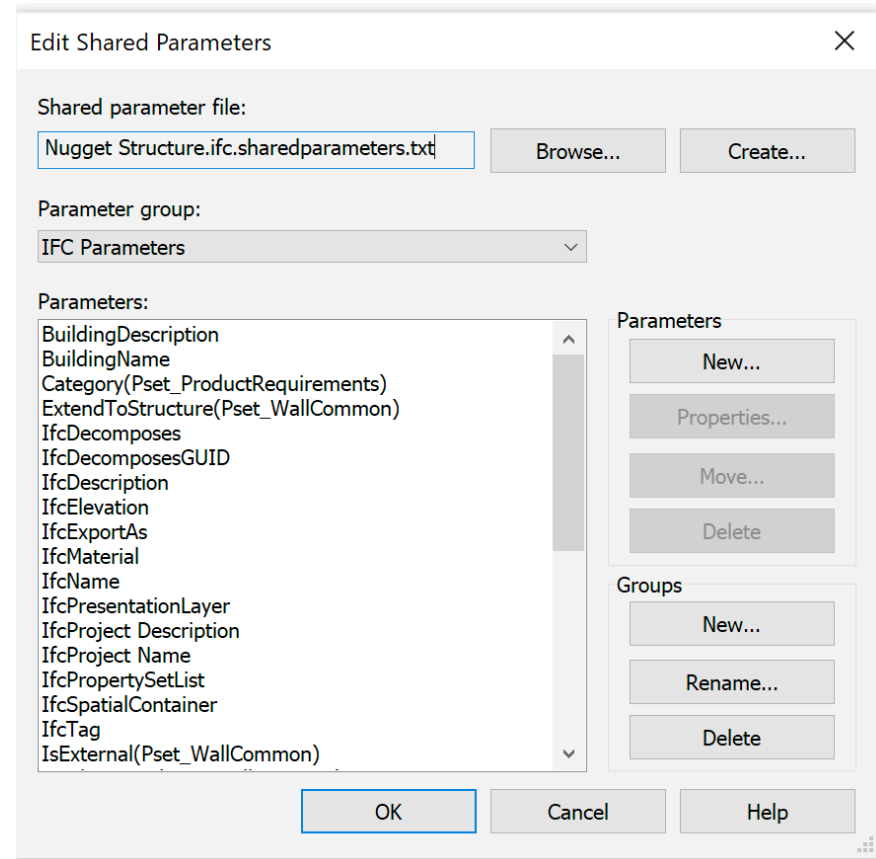 Edit Shared Parameters
Shared parameter file:
Nugget Structure.ifc.sharedparameters.txt
Browse...
Create...
Parameter group:
IFC Parameters
Parameters:
BuildingDescription
BuildingName
Category(Pset_ProductRequirements)
ExtendToStructure(Pset_WallCommon)
IfcDecomposes
IfcDecomposesGUID
IfcDescription
IfcElevation
IfcExportAs
IfcMaterial
IfcName
IfcPresentationLayer
IfcProject Description
IfcProject Name
IfcPropertySetList
IfcSpatialContainer
IfcTag
IsExternal(Pset_WallCommon)
Parameters
New...
Properties...
Move...
Delete
Groups
New...
Rename...
Delete
OK
Cancel
Help